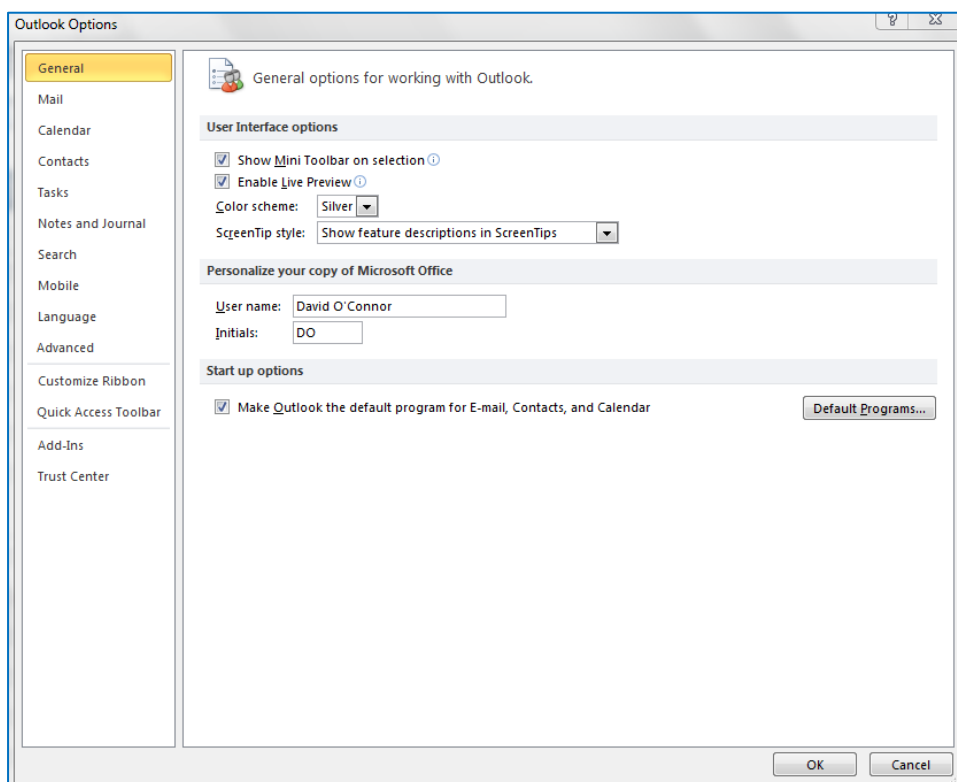 Outlook Options
General
Mail
Calendar
Contacts
Tasks
Notes and Journal
Search
Mobile
Language
Advanced
Customize Ribbon
Quick Access Toolbar
Add-Ins
Trust Center
General options for working with Outlook.
User Interface options
Show Mini Toolbar on selection
Enable Live Preview
Color scheme: Silver
ScreenTip style: Show feature descriptions in ScreenTips
Personalize your copy of Microsoft Office
User name: David O'Connor
Initials: DO
Start up options
Make Outlook the default program for E-mail, Contacts, and Calendar Default Programs...
OK Cancel